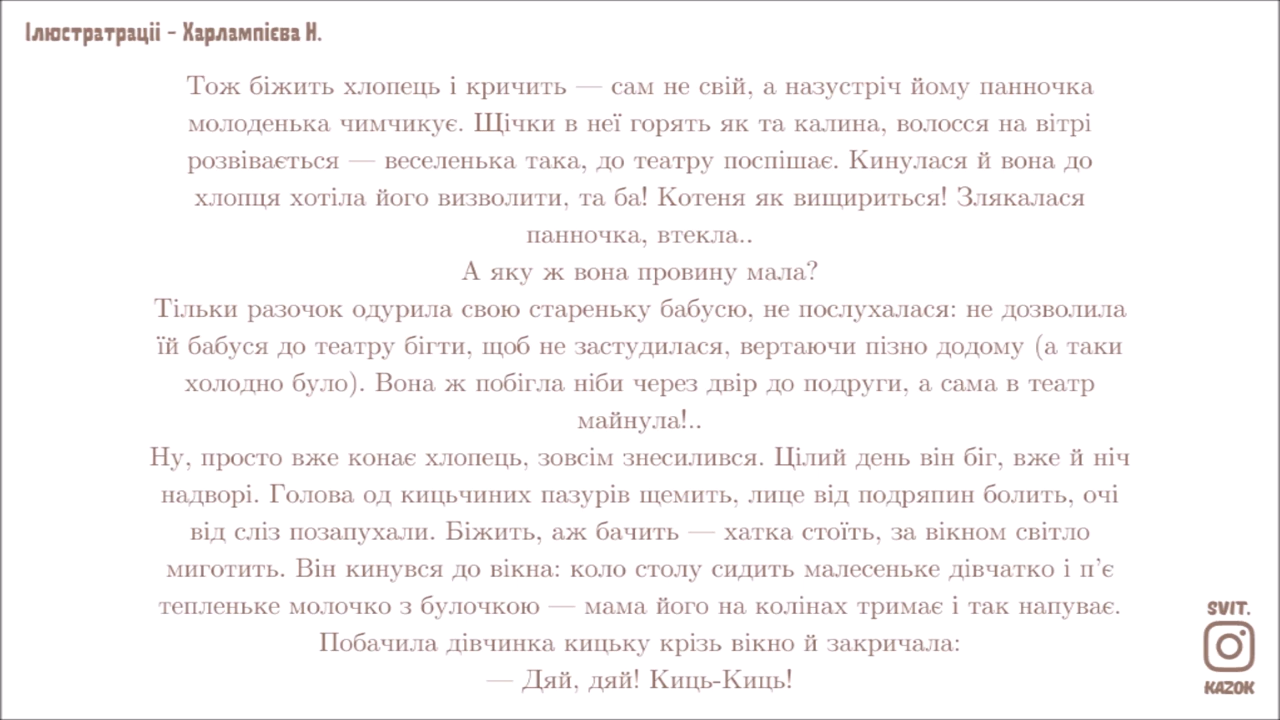 Ілюстратраціі - Харлампієва Н.
Тож біжить хлопець і кричить — сам не свій, а назустріч йому панночка
молоденька чимчикує. Щічки в неї горять як та калина, волосся на вітрі
розвівається — веселенька така, до театру поспішає. Кинулася й вона до
хлопця хотіла його визволити, та ба! Котеня як вищириться! Злякалася
панночка, втекла..
А яку ж вона провину мала?
Тільки разочок одурила свою стареньку бабусю, не послухалася: не дозволила
їй бабуся до театру бігти, щоб не застудилася, вертаючи пізно додому (а таки
холодно було). Вона ж побігла ніби через двір до подруги, а сама в театр
майнула!..
Ну, просто вже конає хлопець, зовсім знесилився. Цілий день він біг, вже й ніч
надворі. Голова од кицьчиних пазурів щемить, лице від подряпин болить, очі
від сліз позапухали. Біжить, аж бачить — хатка стоїть, за вікном світло
миготить. Він кинувся до вікна: коло столу сидить малесеньке дівчатко і п'є
тепленьке молочко з булочкою — мама його на колінах тримає і так напуває.
Побачила дівчинка кицьку крізь вікно й закричала:
— Дяй, дяй! Киць-Киць!
SVIT.
KAZOK